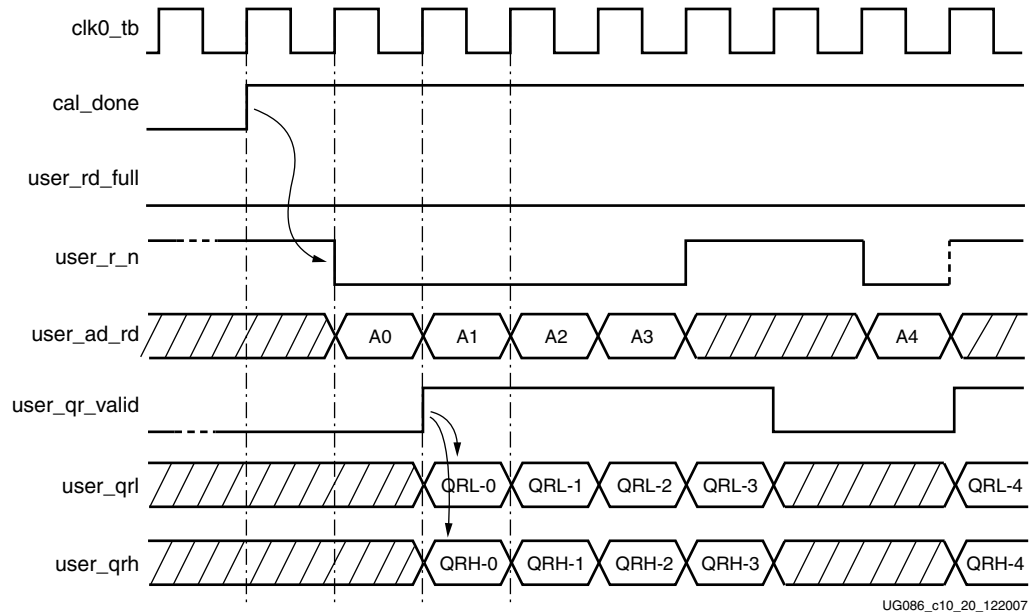 clk0_tb
cal_done
user_rd_full
user_r_n
user_ad_rd A0 A1 A2 A3 A4
user_qr_valid
user_qrl QRL-0 QRL-1 QRL-2 QRL-3 QRL-4
user_qrh QRH-0 QRH-1 QRH-2 QRH-3 QRH-4
UG086_c10_20_122007